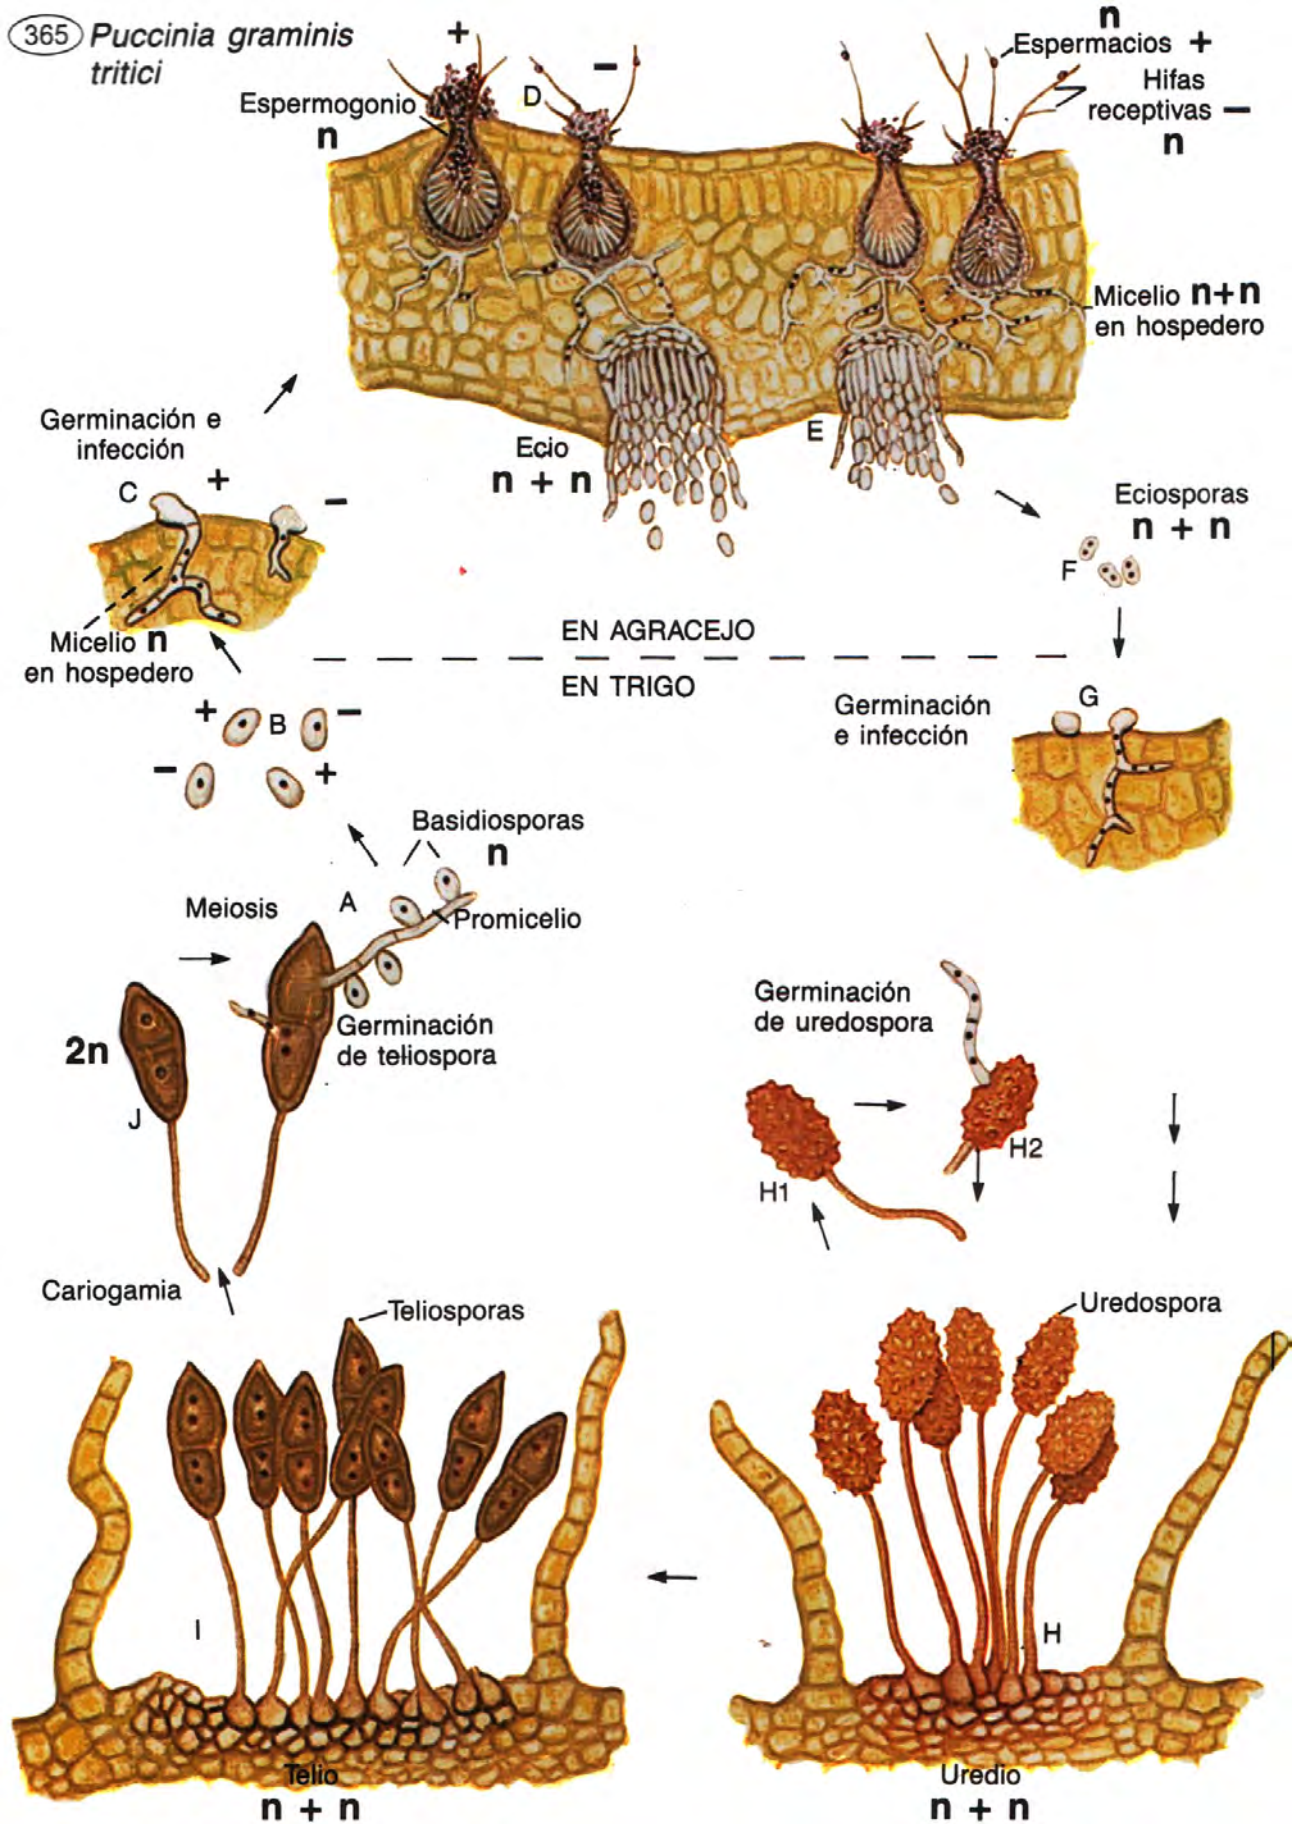 365 Puccinia graminis
tritici
+
Espermogonio
n
D
−
n
Espermacios +
Hifas
receptivas −
n
Micelio n+n
en hospedero
Germinación e
infección
C
+
−
Ecio
n + n
E
Eciosporas
n + n
F
Micelio n
en hospedero
EN AGRACEJO
EN TRIGO
+
B
−
−
+
Germinación
e infección
G
Basidiosporas
n
Meiosis
A
Promicelio
2n
J
Germinación
de teliospora
Germinación
de uredospora
H1
H2
Cariogamia
Teliosporas
Uredospora
I
H
Telio
n + n
Uredio
n + n